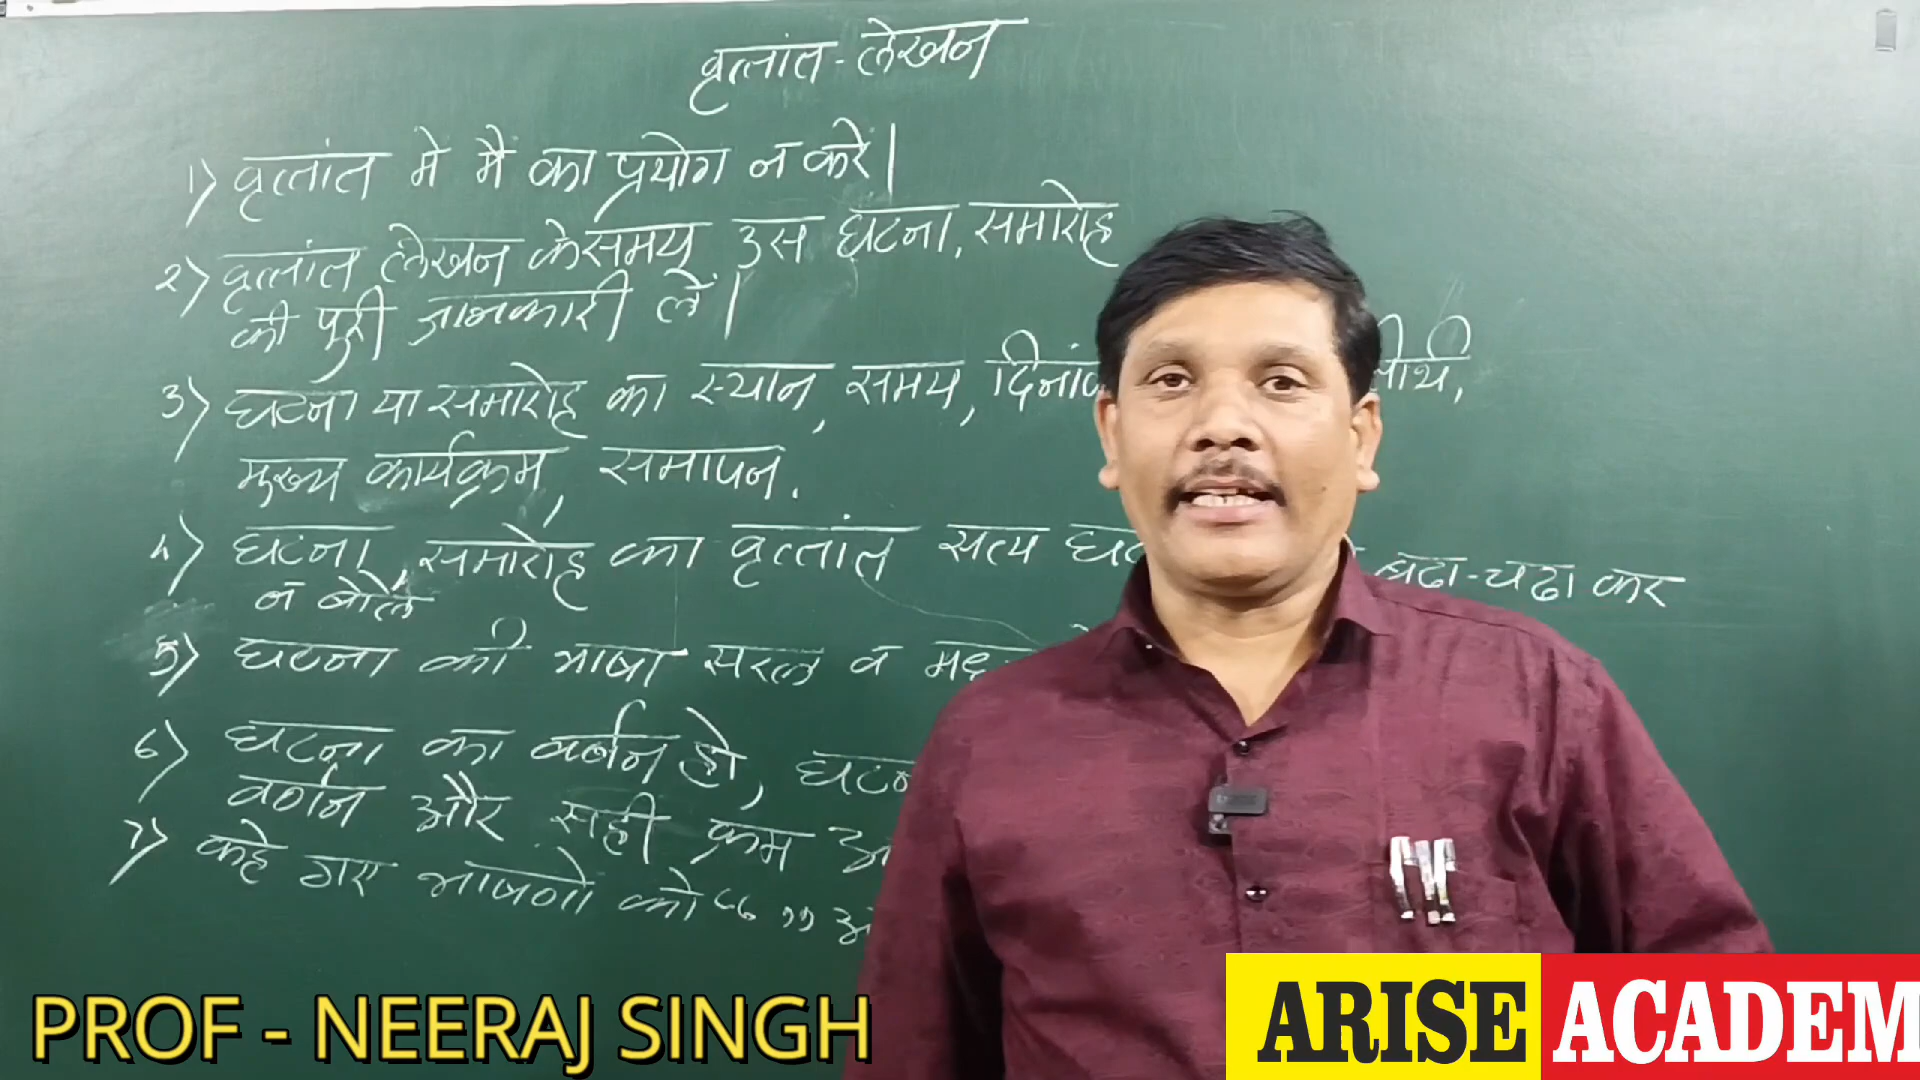 वृत्तांत-लेखन
1) वृत्तांत मे मै का प्रयोग न करें।
2) वृत्तांत लेखन के समय उस घटना, समारोह
की पुरी जानकारी लें।
3) घटना या समारोह का स्थान, समय,
मुख्य कार्यक्रम, समापन.
4) घटना, समारोह का वृत्तांत सत्य बढा-चढा कर
न बोले
5) घटना की भाषा सरल व
6) घटना का वर्णन हो,
वर्णन और सही क्रम
7) कहे गए भाषणो को “ ”
PROF - NEERAJ SINGH
ARISE ACADEM